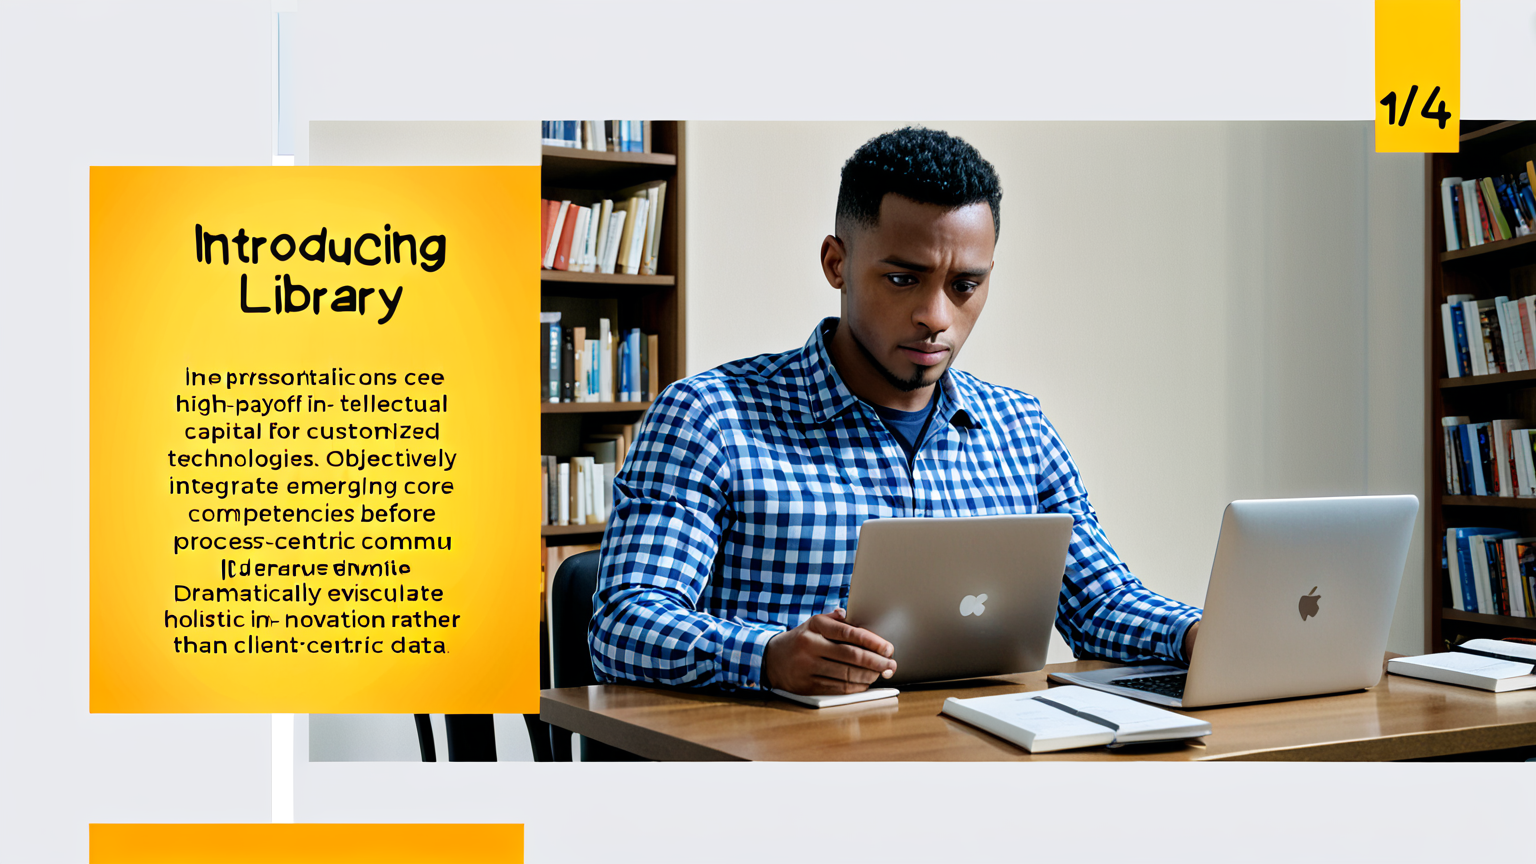 1/4
Introducing
Library
high-payoff in- tellectual
capital for customized
technologies. Objectively
integrate emerging core
competencies before
process-centric commu
Dramatically evisculate
holistic in- novation rather
than client-centric data.